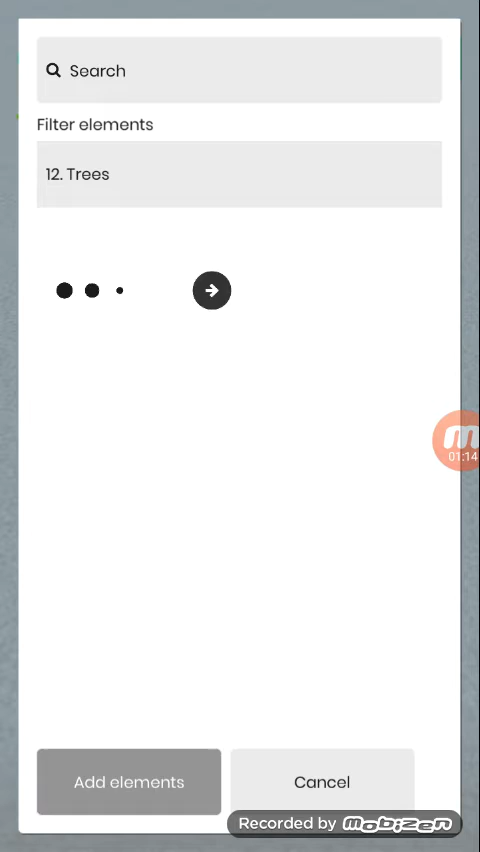 Search
Filter elements
12. Trees
01:14
Add elements
Cancel
Recorded by mobizen